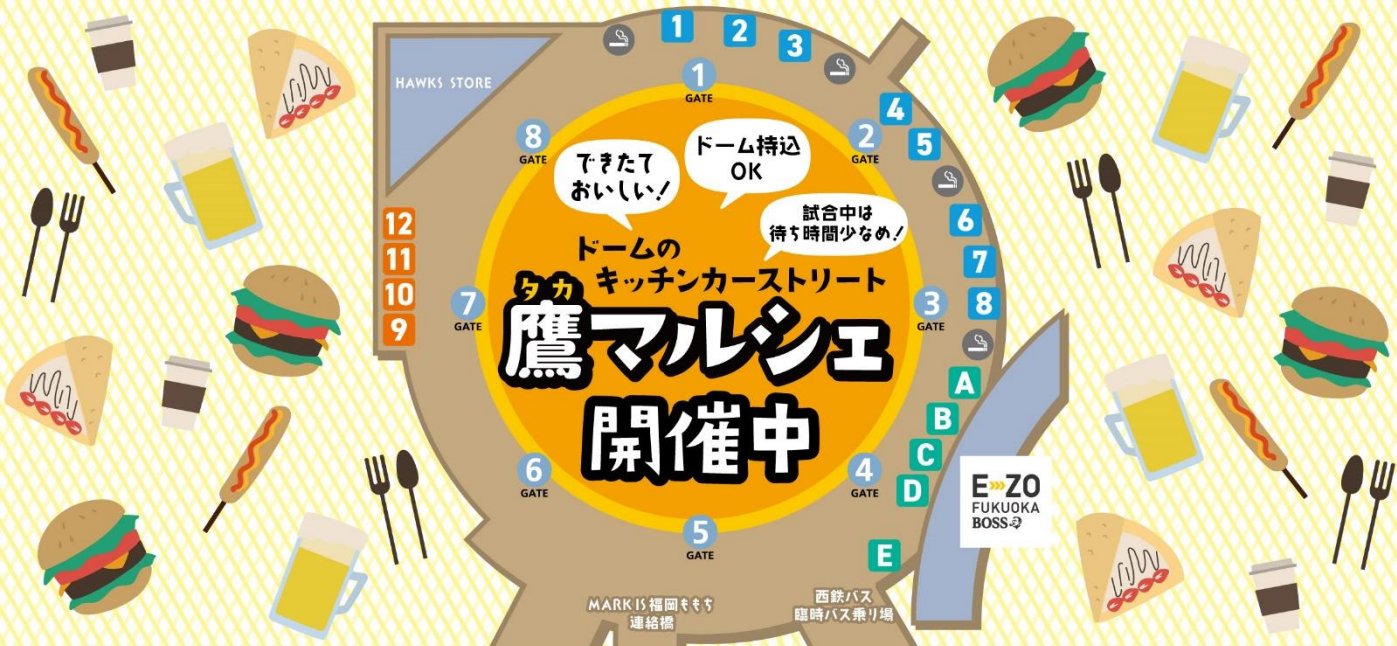 HAWKS STORE
1
2
3
1
GATE
8
GATE
2
GATE
4
5
できたて
おいしい!
ドーム持込
OK
試合中は
待ち時間少なめ!
6
7
8
12
11
10
9
7
GATE
3
GATE
ドームの
キッチンカーストリート
タカ
鷹マルシェ
開催中
A
B
C
D
E
6
GATE
4
GATE
5
GATE
E»»ZO
FUKUOKA
BOSS
MARK IS 福岡ももち
連絡橋
西鉄バス
臨時バス乗り場